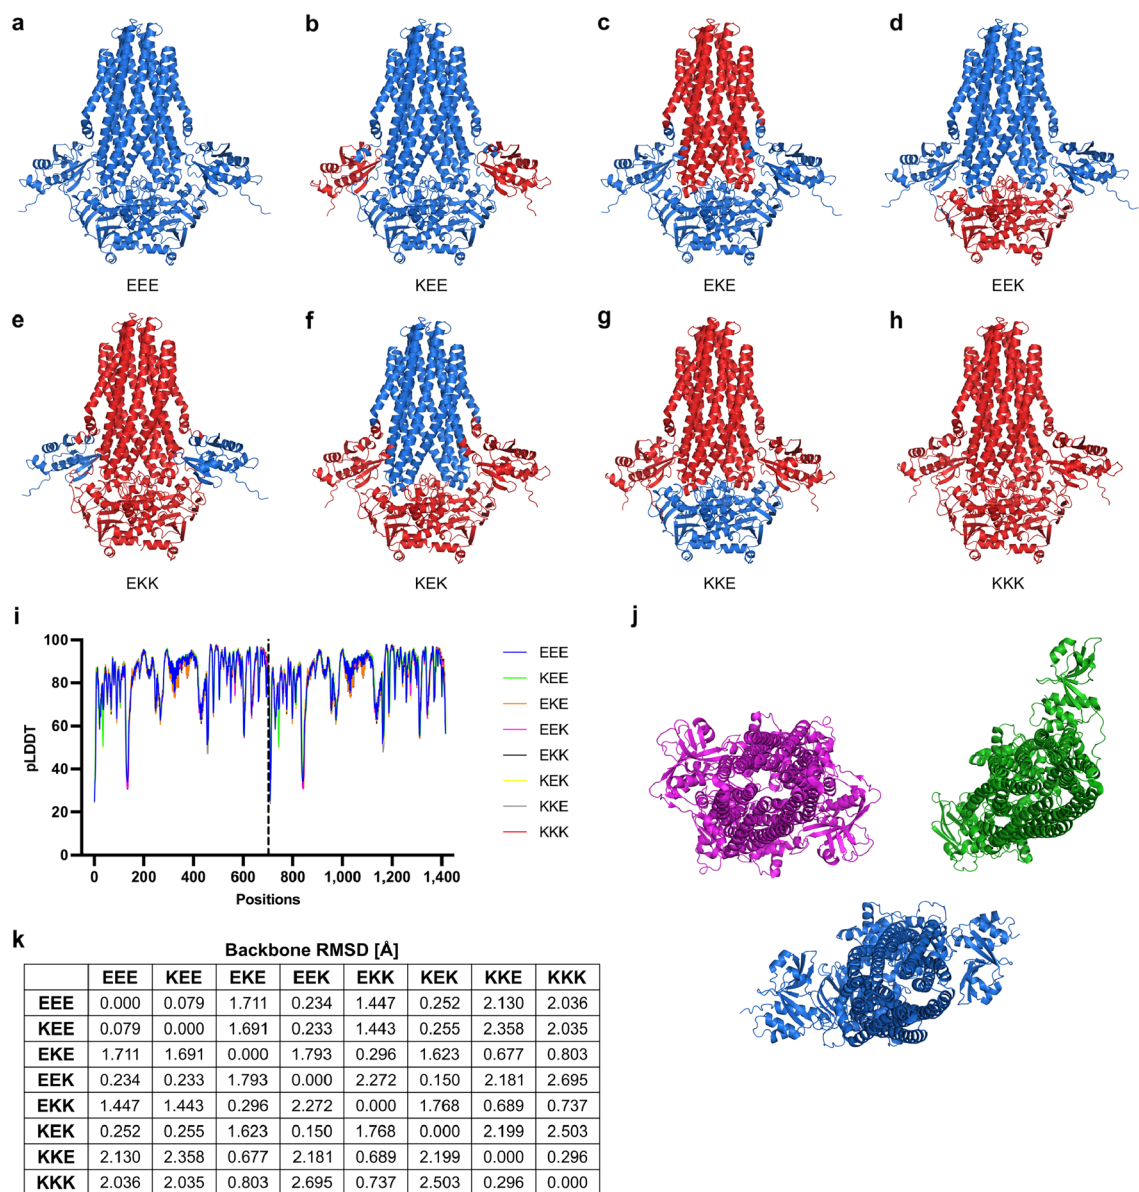 a b c d
EEE KEE EKE EEK
e f g h
EKK KEK KKE KKK
i
pLDDT
100
80
60
40
20
0
0 200 400 600 800 1,000 1,200 1,400
Positions
EEE
KEE
EKE
EEK
EKK
KEK
KKE
KKK
j
k
Backbone RMSD [Å]
EEE KEE EKE EEK EKK KEK KKE KKK
EEE 0.000 0.079 1.711 0.234 1.447 0.252 2.130 2.036
KEE 0.079 0.000 1.691 0.233 1.443 0.255 2.358 2.035
EKE 1.711 1.691 0.000 1.793 0.296 1.623 0.677 0.803
EEK 0.234 0.233 1.793 0.000 2.272 0.150 2.181 2.695
EKK 1.447 1.443 0.296 2.272 0.000 1.768 0.689 0.737
KEK 0.252 0.255 1.623 0.150 1.768 0.000 2.199 2.503
KKE 2.130 2.358 0.677 2.181 0.689 2.199 0.000 0.296
KKK 2.036 2.035 0.803 2.695 0.737 2.503 0.296 0.000